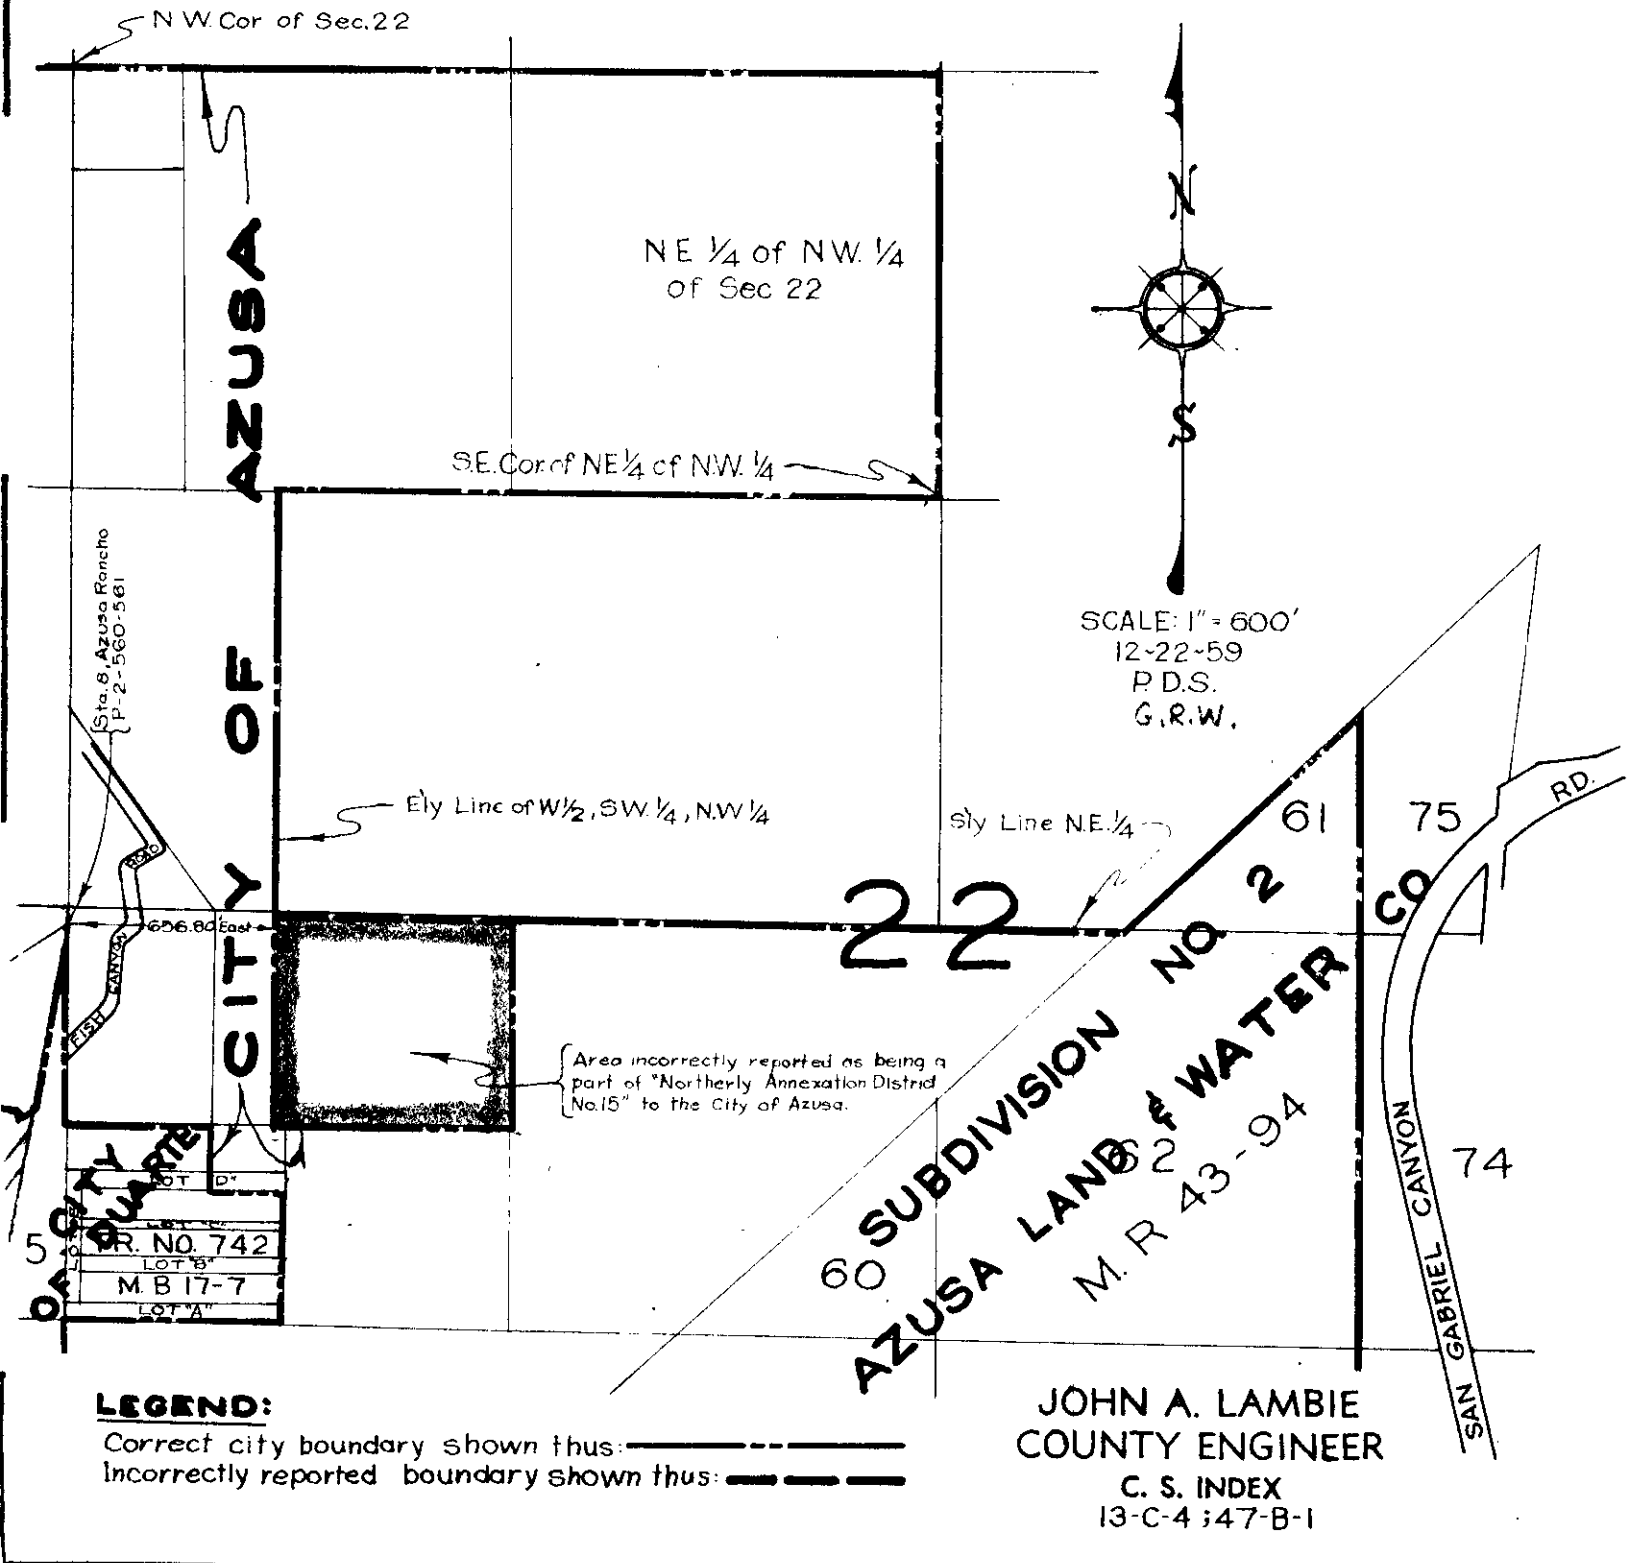 N W. Cor of Sec. 22
N
NE 1/4 of NW. 1/4
of Sec 22
S
S.E. Cor. of NE 1/4 of N.W. 1/4
CITY OF AZUSA
Sta. 8, Azusa Rancho
P-2-560-561
SCALE: 1" = 600'
12-22-59
P. D.S.
G.R.W.
E'ly Line of W 1/2, SW. 1/4, N.W 1/4
S'ly Line N.E. 1/4
61
75
RD.
22
656.80 East
FISH CANYON ROAD
Area incorrectly reported as being a
part of "Northerly Annexation District
No.15" to the City of Azusa.
SUBDIVISION NO. 2
AZUSA LAND & WATER CO
M. R 43-94
62
74
60
SAN GABRIEL CANYON
CITY
OF DUARTE
LOT "D"
LOT "C"
5
TR. NO. 742
LOT "B"
M. B 17-7
LOT "A"
LEGEND:
Correct city boundary shown thus:
Incorrectly reported boundary shown thus:
JOHN A. LAMBIE
COUNTY ENGINEER
C. S. INDEX
13-C-4 ; 47-B-1